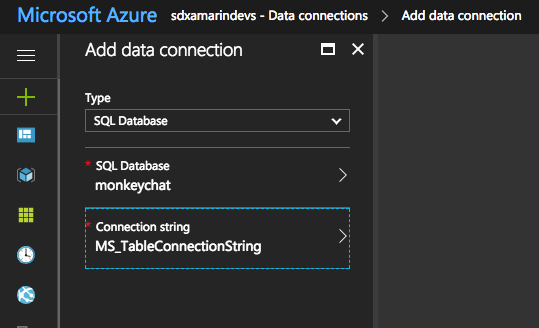 Microsoft Azure sdxamarindevs - Data connections > Add data connection
Add data connection
Type
SQL Database
* SQL Database
monkeychat
* Connection string
MS_TableConnectionString